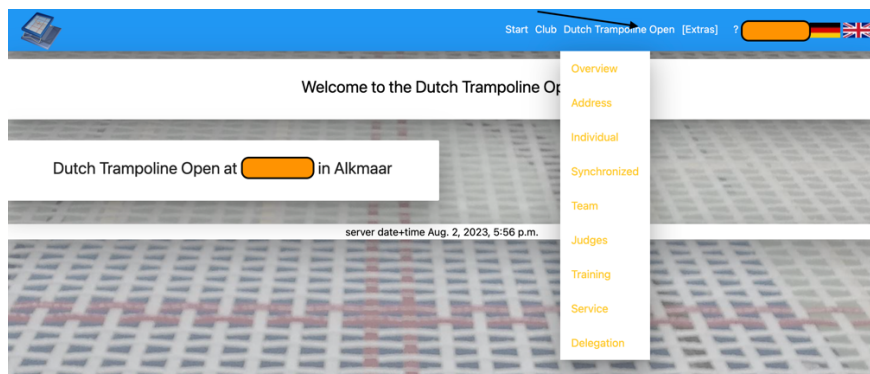 Start Club Dutch Trampoline Open [Extras] ?
Overview
Welcome to the Dutch Trampoline Op
Address
Individual
Dutch Trampoline Open at in Alkmaar
Synchronized
Team
server date+time Aug. 2, 2023, 5:56 p.m.
Judges
Training
Service
Delegation